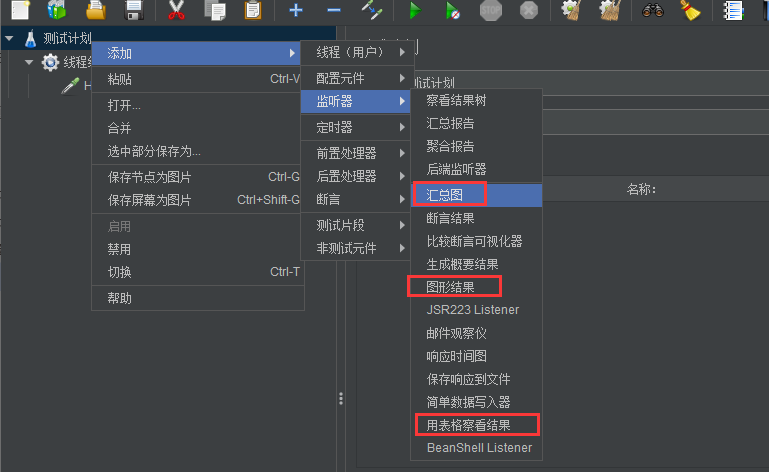 测试计划
线程
H
添加
粘贴 Ctrl-V
打开...
合并
选中部分保存为...
保存节点为图片 Ctrl-G
保存屏幕为图片 Ctrl+Shift-G
启用
禁用
切换 Ctrl-T
帮助
线程（用户）
配置元件
监听器
定时器
前置处理器
后置处理器
断言
测试片段
非测试元件
测试计划
名称:
察看结果树
汇总报告
聚合报告
后端监听器
汇总图
断言结果
比较断言可视化器
生成概要结果
图形结果
JSR223 Listener
邮件观察仪
响应时间图
保存响应到文件
简单数据写入器
用表格察看结果
BeanShell Listener